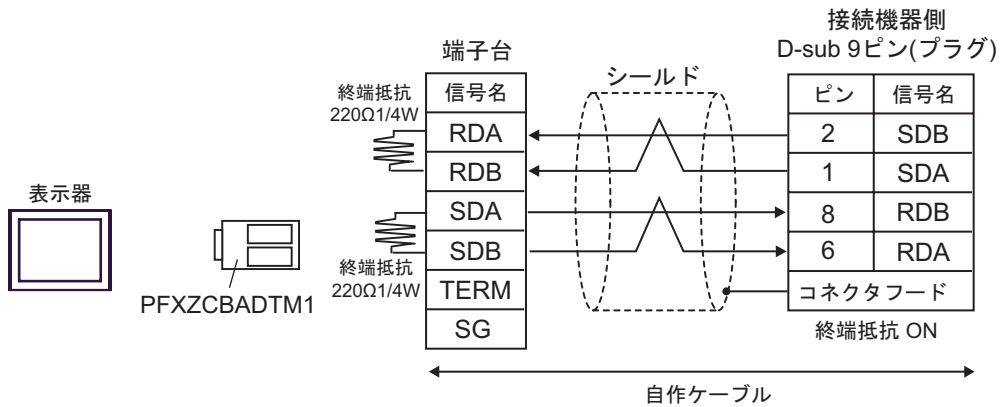 接続機器側
D-sub 9ピン(プラグ)
端子台
シールド
終端抵抗
220Ω1/4W
信号名
ピン
信号名
RDA
2
SDB
RDB
1
SDA
表示器
SDA
8
RDB
SDB
6
RDA
終端抵抗
220Ω1/4W
PFXZCBADTM1
TERM
コネクタフード
SG
終端抵抗 ON
自作ケーブル